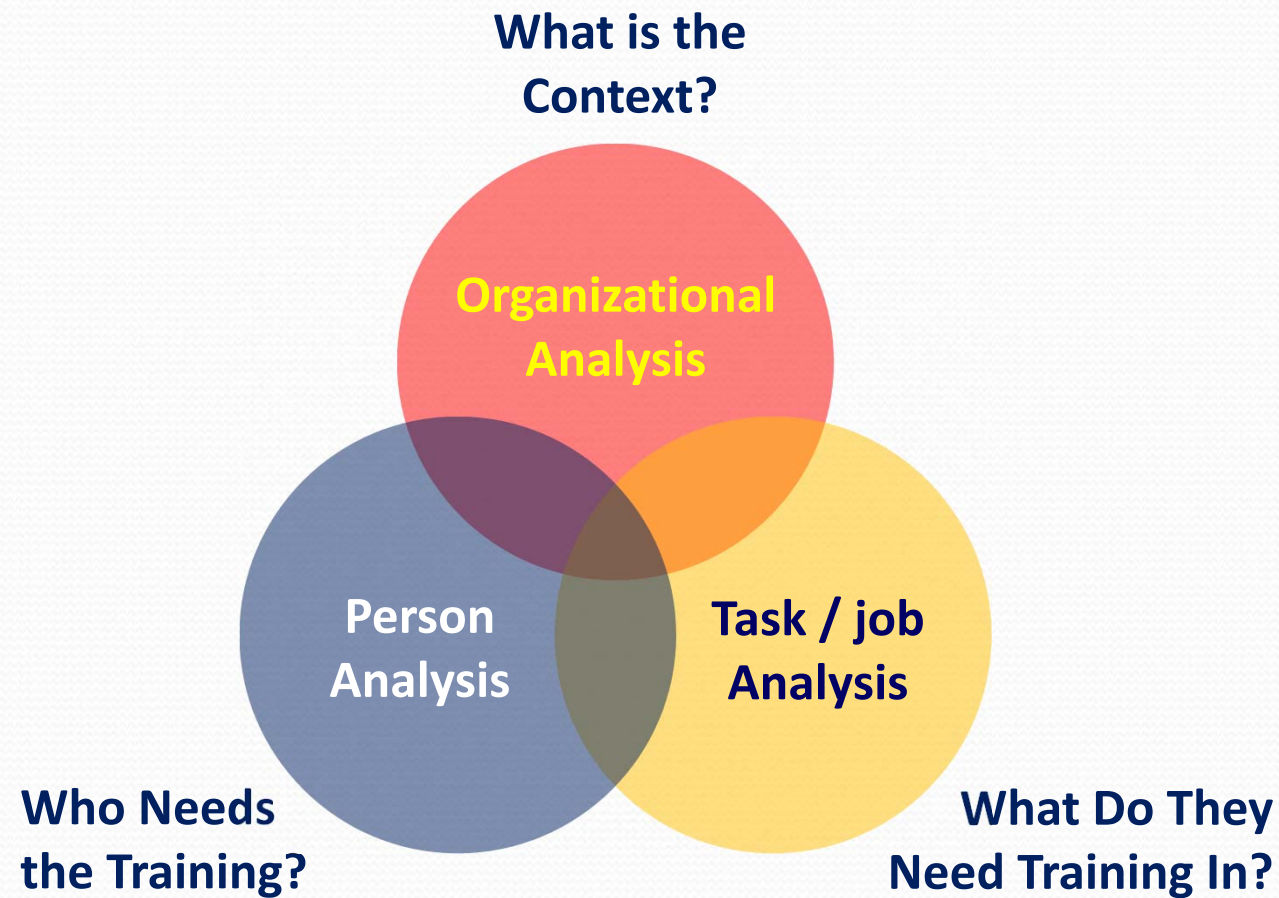 What is the
Context?
Organizational
Analysis
Person
Analysis
Task / job
Analysis
Who Needs
the Training?
What Do They
Need Training In?